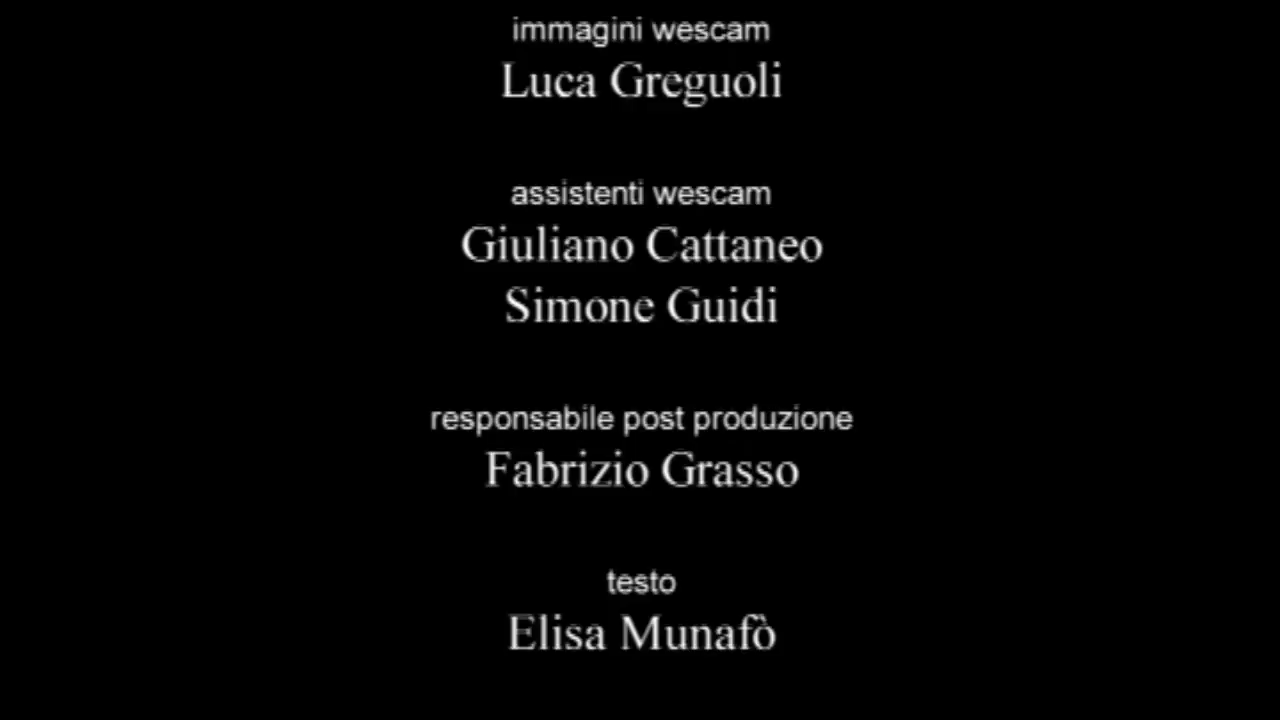 immagini wescam
Luca Greguoli
assistenti wescam
Giuliano Cattaneo
Simone Guidi
responsabile post produzione
Fabrizio Grasso
testo
Elisa Munafò